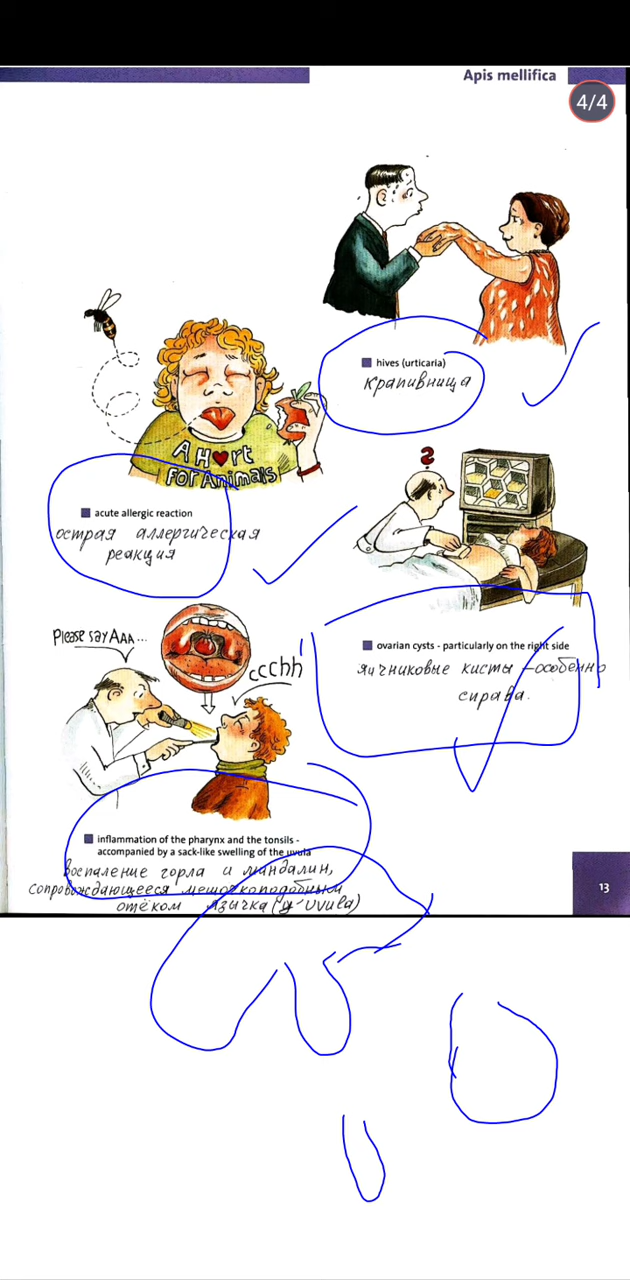 Apis mellifica
4/4
hives (urticaria)
крапивница
A H♥rt
For Animals
acute allergic reaction
острая аллергическая
реакция
Please say AAA...
ccchh
ovarian cysts - particularly on the right side
яичниковые кисты – особенно
справа.
inflammation of the pharynx and the tonsils -
accompanied by a sack-like swelling of the uvula
Воспаление горла и миндалин,
сопровождающееся мешочкоподобным
отёком язычка
uvula)
13